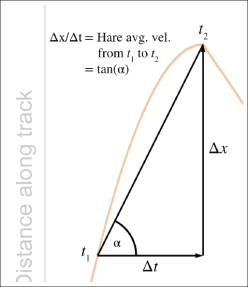 t₂
Δx/Δt = Hare avg. vel.
from t₁ to t₂
= tan(α)
Distance along track
Δx
t₁
α
Δt